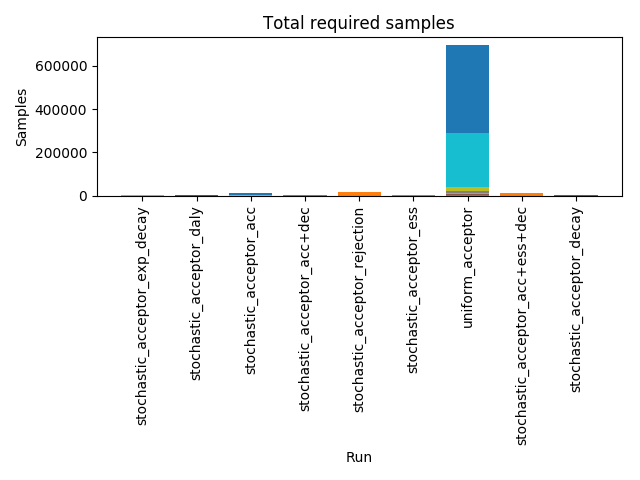 Total required samples
Samples
600000
400000
200000
0
stochastic_acceptor_exp_decay
stochastic_acceptor_daly
stochastic_acceptor_acc
stochastic_acceptor_acc+dec
stochastic_acceptor_rejection
stochastic_acceptor_ess
uniform_acceptor
stochastic_acceptor_acc+ess+dec
stochastic_acceptor_decay
Run